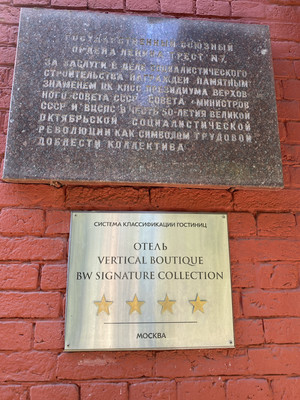 ГОСУДАРСТВЕННЫЙ СОЮЗНЫЙ
ОРДЕНА ЛЕНИНА ТРЕСТ №7
ЗА ЗАСЛУГИ В ДЕЛЕ СОЦИАЛИСТИЧЕСКОГО
СТРОИТЕЛЬСТВА НАГРАЖДЕН ПАМЯТНЫМ
ЗНАМЕНЕМ ЦК КПСС ПРЕЗИДИУМА ВЕРХОВ-
НОГО СОВЕТА СССР СОВЕТА МИНИСТРОВ
СССР И ВЦСПС В ЧЕСТЬ 50-ЛЕТИЯ ВЕЛИКОЙ
ОКТЯБРЬСКОЙ СОЦИАЛИСТИЧЕСКОЙ
РЕВОЛЮЦИИ КАК СИМВОЛОМ ТРУДОВОЙ
ДОБЛЕСТИ КОЛЛЕКТИВА
СИСТЕМА КЛАССИФИКАЦИИ ГОСТИНИЦ
ОТЕЛЬ
VERTICAL BOUTIQUE
BW SIGNATURE COLLECTION
МОСКВА